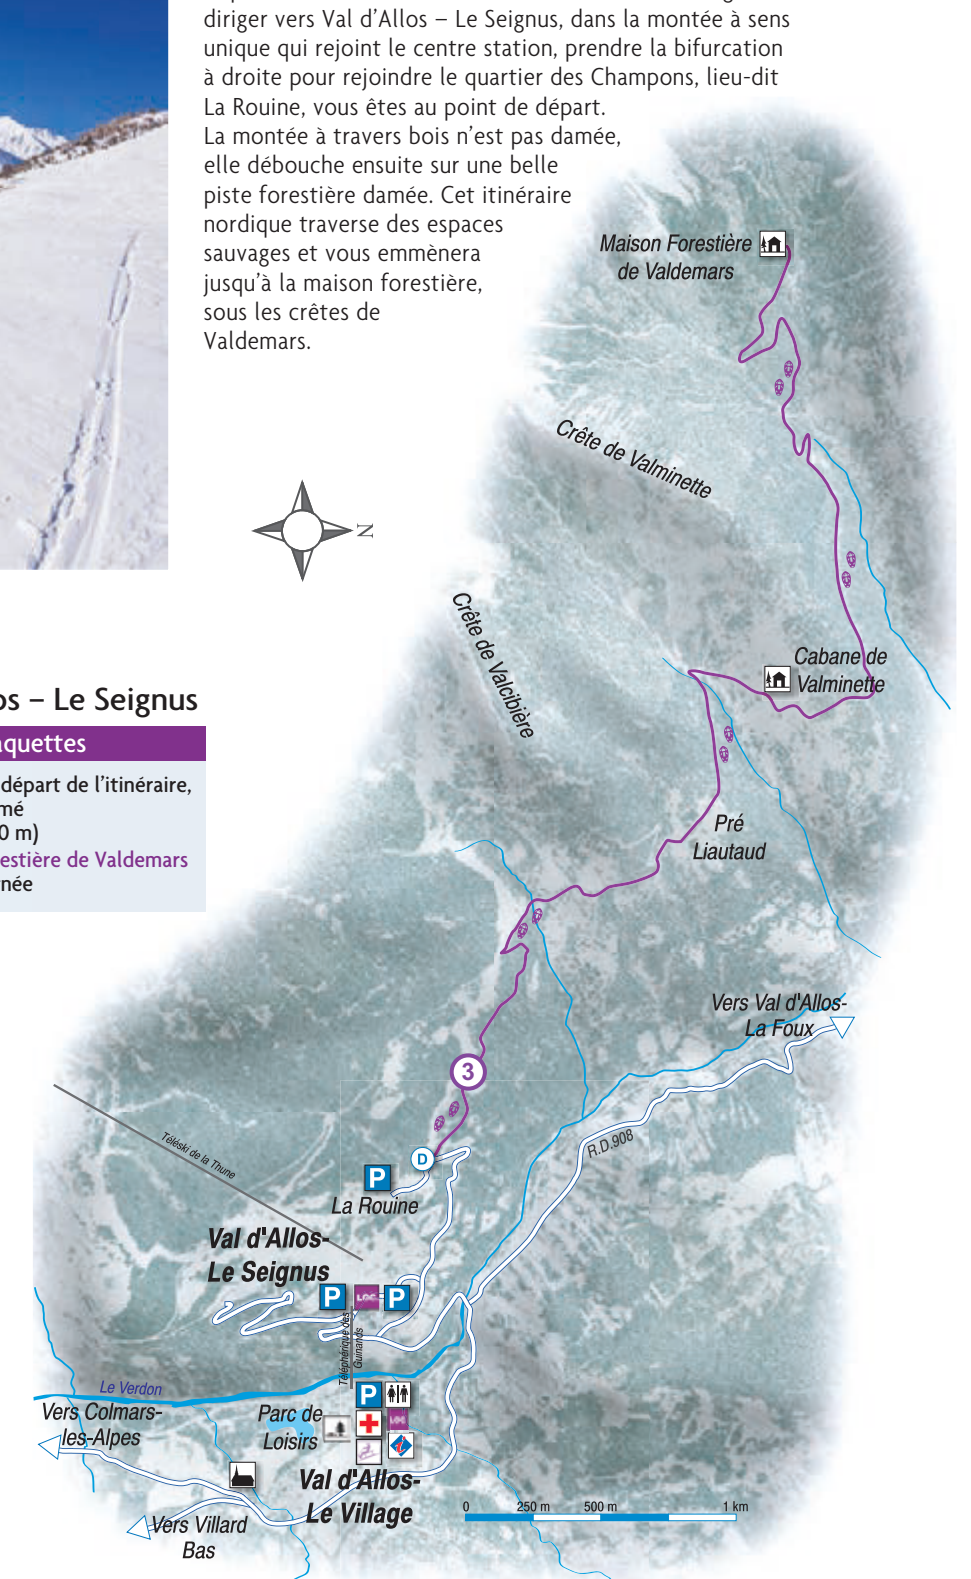 diriger vers Val d’Allos – Le Seignus, dans la montée à sens
unique qui rejoint le centre station, prendre la bifurcation
à droite pour rejoindre le quartier des Champons, lieu-dit
La Rouine, vous êtes au point de départ.
La montée à travers bois n’est pas damée,
elle débouche ensuite sur une belle
piste forestière damée. Cet itinéraire
nordique traverse des espaces
sauvages et vous emmènera
jusqu’à la maison forestière,
sous les crêtes de
Valdemars.
Maison Forestière
de Valdemars
Crête de Valminette
N
Crête de Valcibière
Cabane de
Valminette
os – Le Seignus
aquettes
départ de l’itinéraire,
mé
0 m)
estière de Valdemars
née
Pré
Liautaud
Vers Val d'Allos-
La Foux
3
R.D.908
Téléski de la Thune
D
P
La Rouine
Val d'Allos-
Le Seignus
P LOC P
Téléphérique des
Guinands
Le Verdon
P
Vers Colmars-
les-Alpes
Parc de
Loisirs
LOC
i
Val d'Allos-
Le Village
0 250 m 500 m 1 km
Vers Villard
Bas